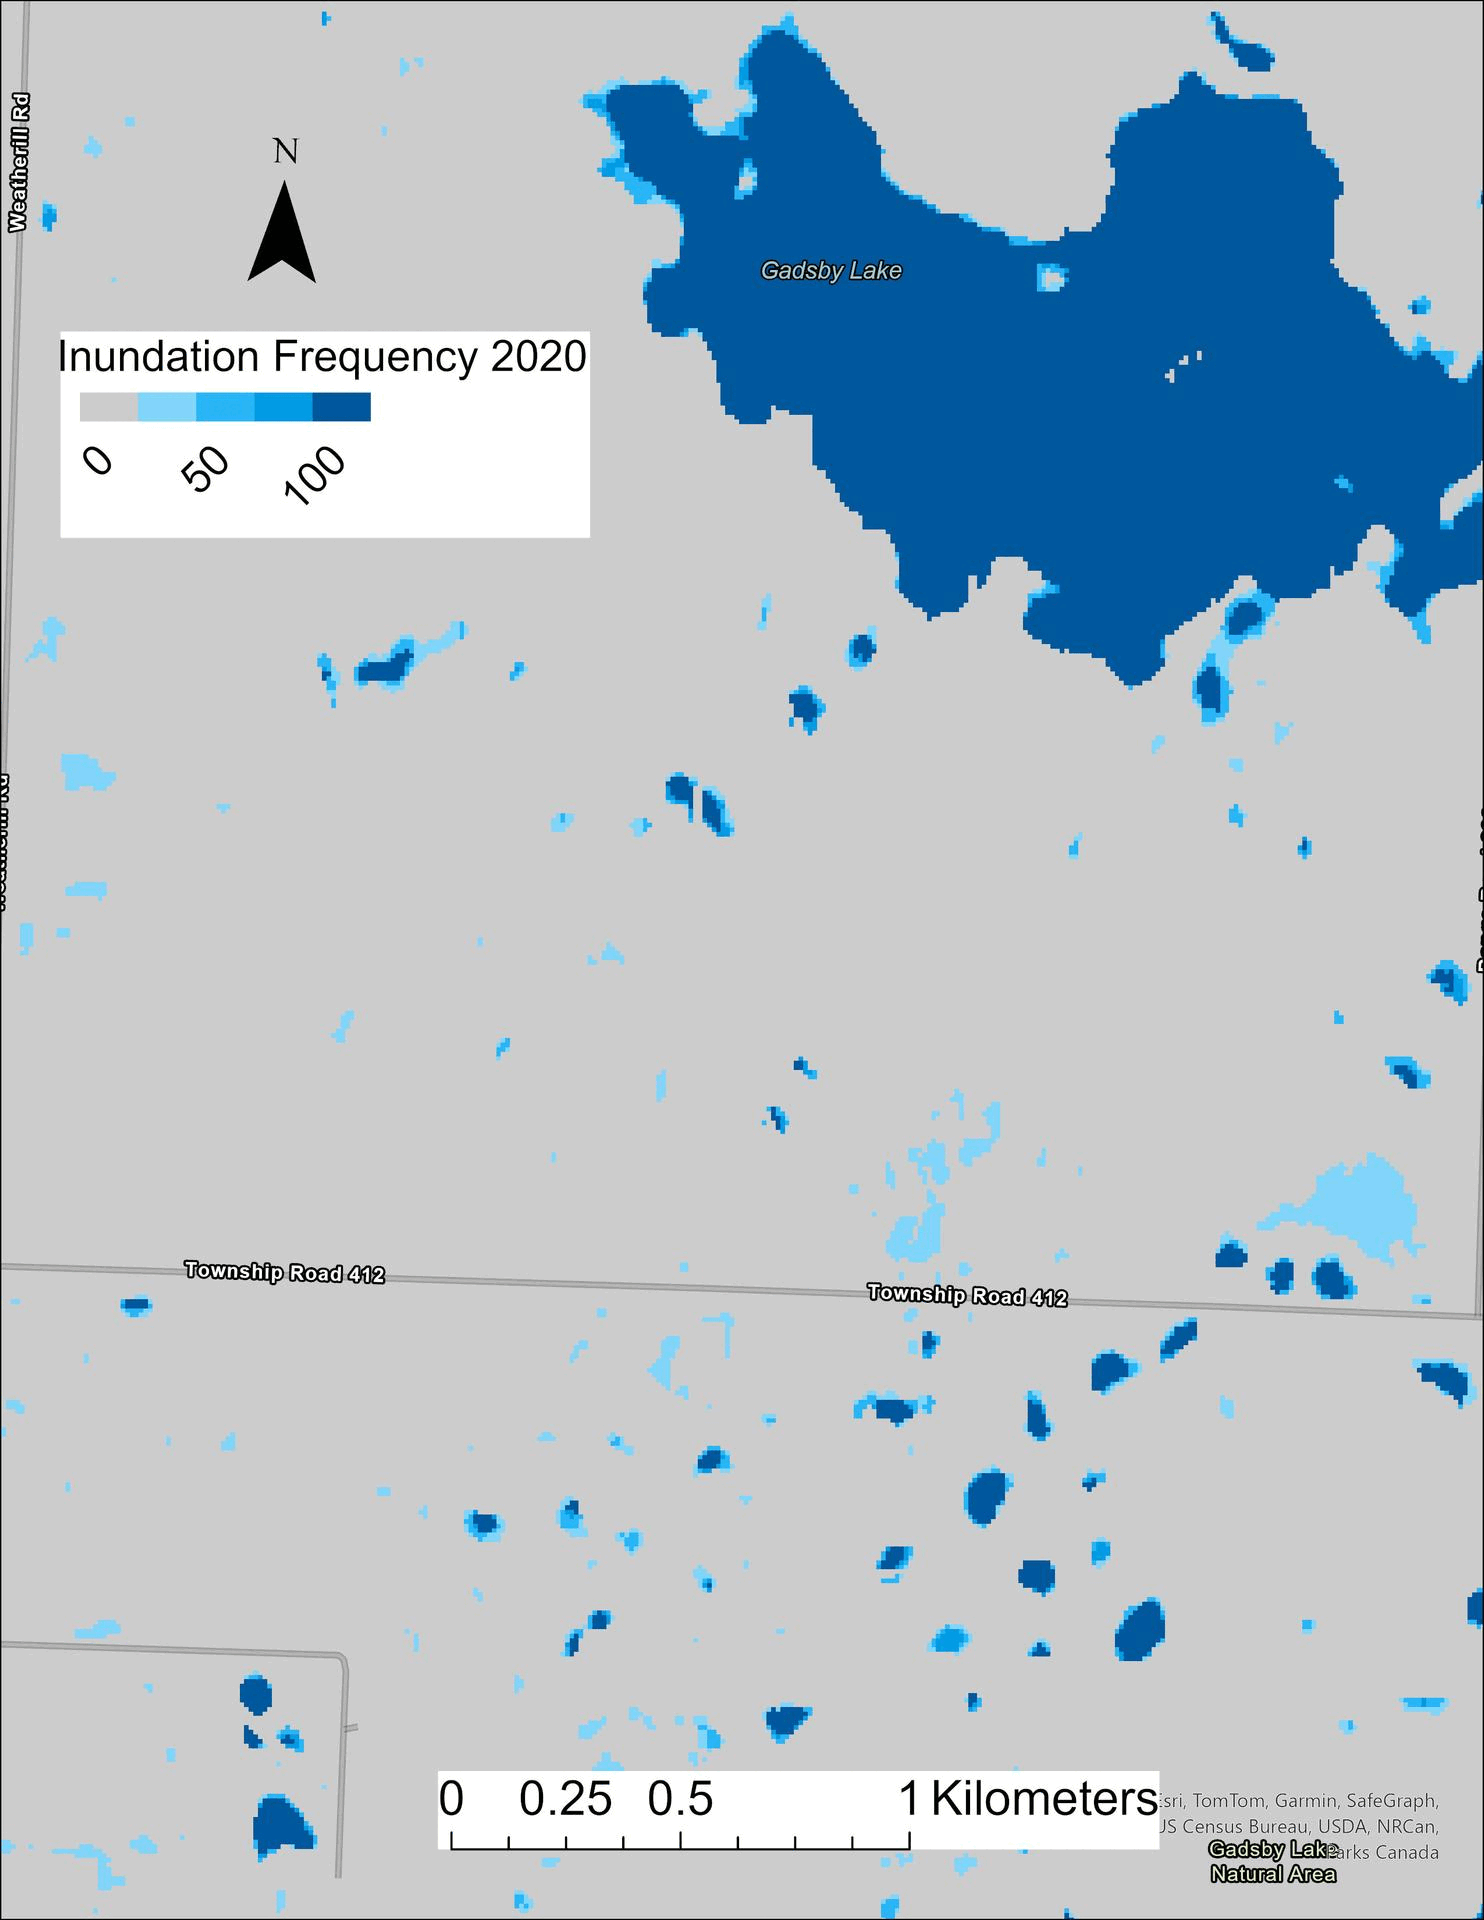 Weatherill Rd
N
Gadsby Lake
Inundation Frequency 2020
0 50 100
Township Road 412
Township Road 412
0 0.25 0.5 1 Kilometers
Esri, TomTom, Garmin, SafeGraph,
US Census Bureau, USDA, NRCan,
Parks Canada
Gadsby Lake
Natural Area